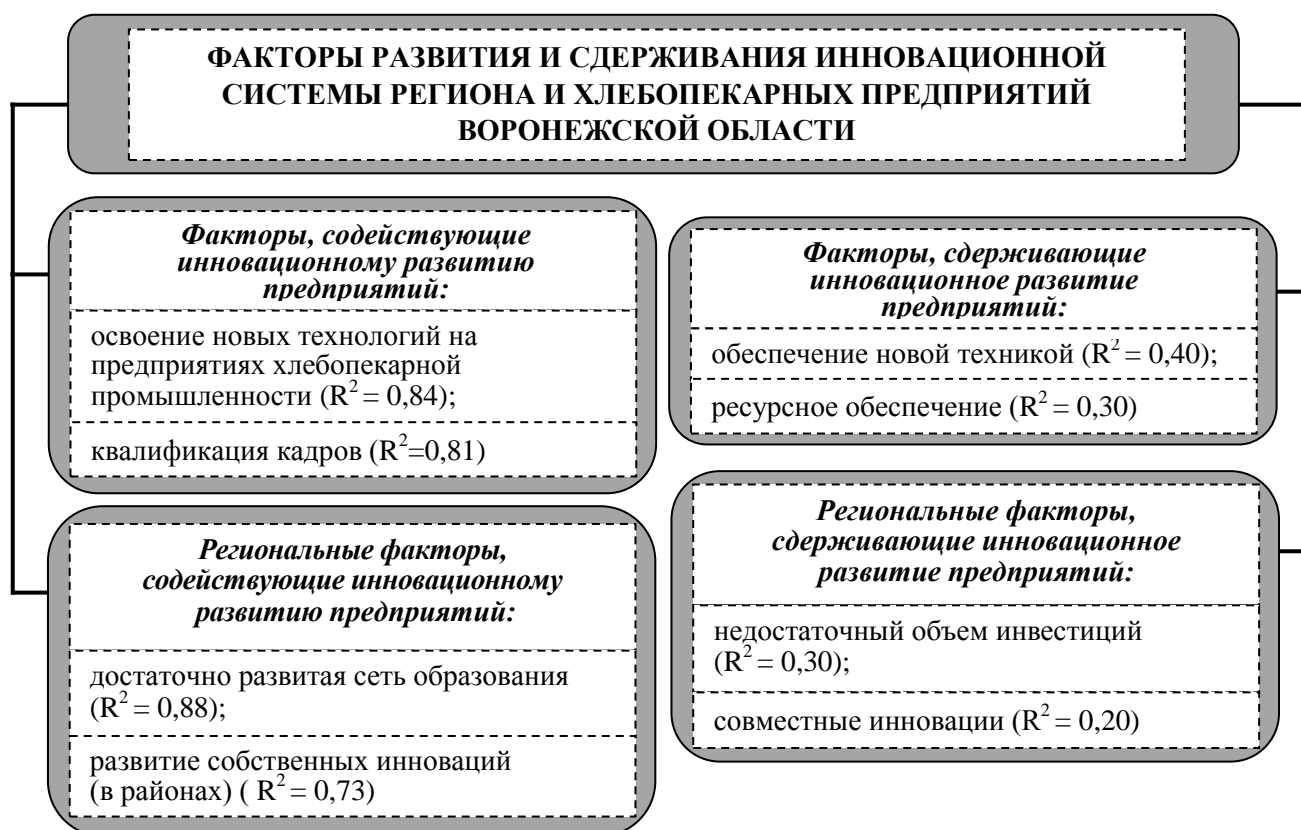 ФАКТОРЫ РАЗВИТИЯ И СДЕРЖИВАНИЯ ИННОВАЦИОННОЙ
СИСТЕМЫ РЕГИОНА И ХЛЕБОПЕКАРНЫХ ПРЕДПРИЯТИЙ
ВОРОНЕЖСКОЙ ОБЛАСТИ
Факторы, содействующие
инновационному развитию
предприятий:
освоение новых технологий на
предприятиях хлебопекарной
промышленности (R² = 0,84);
квалификация кадров (R²=0,81)
Факторы, сдерживающие
инновационное развитие
предприятий:
обеспечение новой техникой (R² = 0,40);
ресурсное обеспечение (R² = 0,30)
Региональные факторы,
содействующие инновационному
развитию предприятий:
достаточно развитая сеть образования
(R² = 0,88);
развитие собственных инноваций
(в районах) ( R² = 0,73)
Региональные факторы,
сдерживающие инновационное
развитие предприятий:
недостаточный объем инвестиций
(R² = 0,30);
совместные инновации (R² = 0,20)